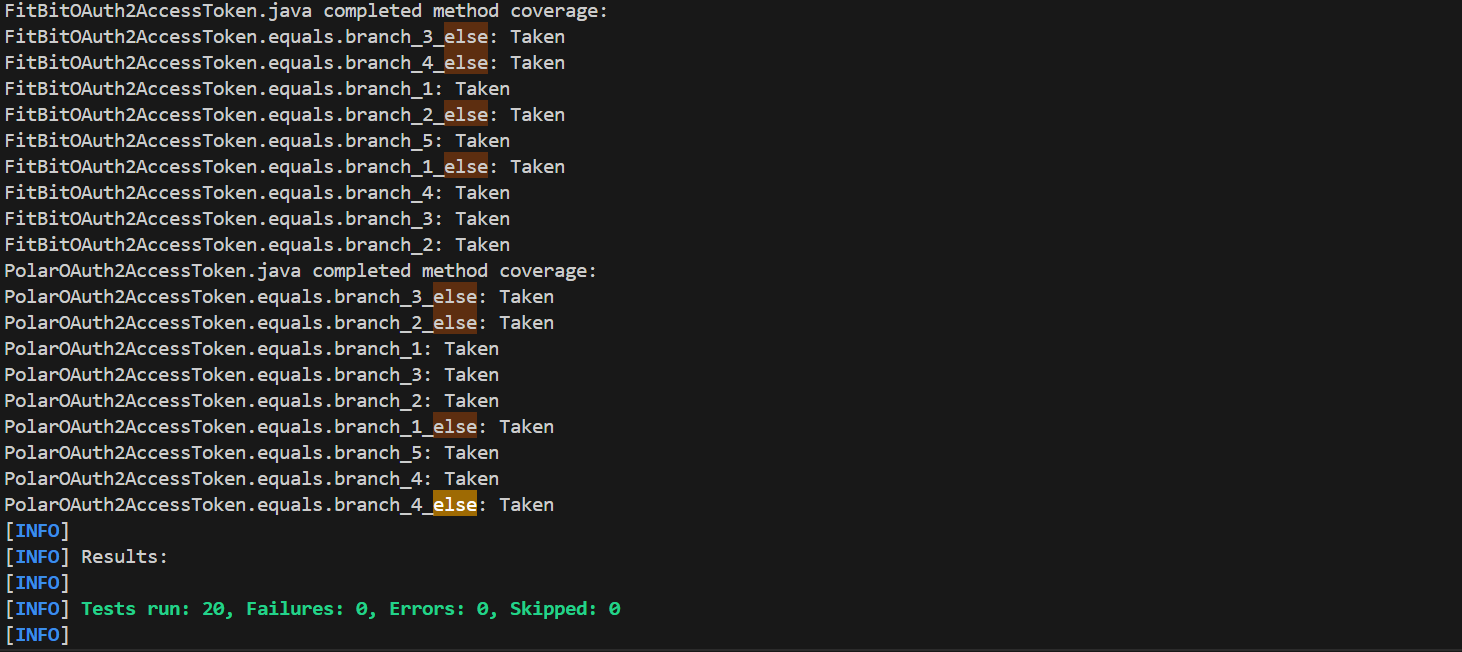 FitBitOAuth2AccessToken.java completed method coverage:
FitBitOAuth2AccessToken.equals.branch_3_else: Taken
FitBitOAuth2AccessToken.equals.branch_4_else: Taken
FitBitOAuth2AccessToken.equals.branch_1: Taken
FitBitOAuth2AccessToken.equals.branch_2_else: Taken
FitBitOAuth2AccessToken.equals.branch_5: Taken
FitBitOAuth2AccessToken.equals.branch_1_else: Taken
FitBitOAuth2AccessToken.equals.branch_4: Taken
FitBitOAuth2AccessToken.equals.branch_3: Taken
FitBitOAuth2AccessToken.equals.branch_2: Taken
PolarOAuth2AccessToken.java completed method coverage:
PolarOAuth2AccessToken.equals.branch_3_else: Taken
PolarOAuth2AccessToken.equals.branch_2_else: Taken
PolarOAuth2AccessToken.equals.branch_1: Taken
PolarOAuth2AccessToken.equals.branch_3: Taken
PolarOAuth2AccessToken.equals.branch_2: Taken
PolarOAuth2AccessToken.equals.branch_1_else: Taken
PolarOAuth2AccessToken.equals.branch_5: Taken
PolarOAuth2AccessToken.equals.branch_4: Taken
PolarOAuth2AccessToken.equals.branch_4_else: Taken
[INFO]
[INFO] Results:
[INFO]
[INFO] Tests run: 20, Failures: 0, Errors: 0, Skipped: 0
[INFO]